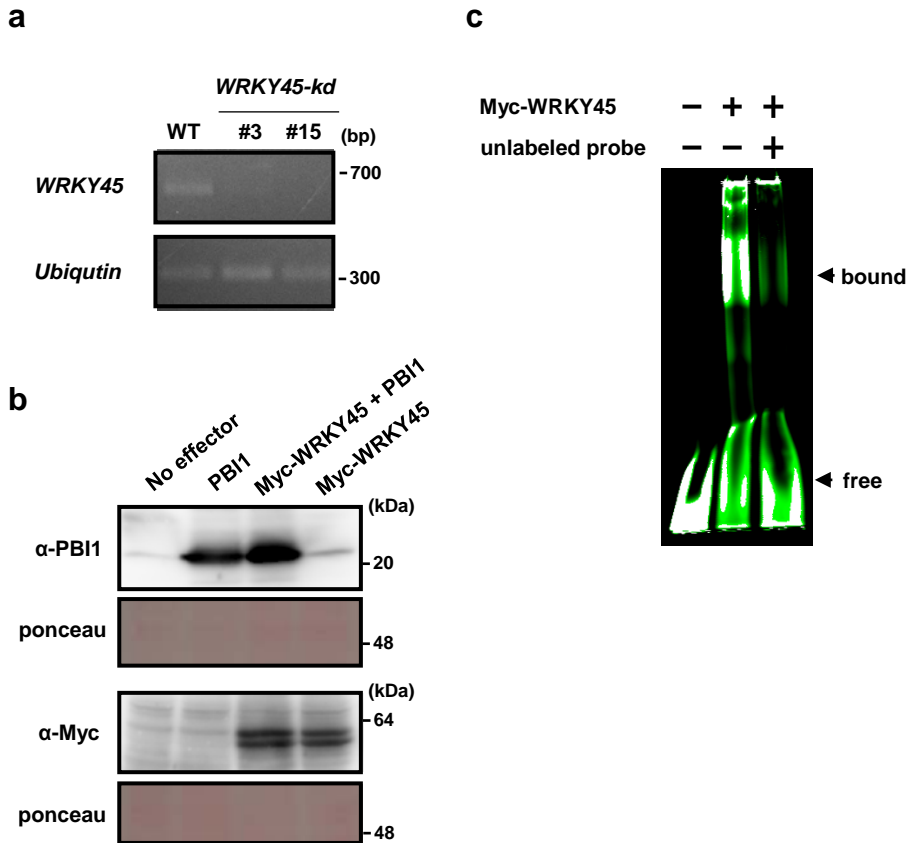 a
WRKY45-kd
WT #3 #15 (bp)
WRKY45
700
Ubiqutin
300
b
No effector
PBI1
Myc-WRKY45 + PBI1
Myc-WRKY45
(kDa)
α-PBI1
20
ponceau
48
(kDa)
α-Myc
64
ponceau
48
c
Myc-WRKY45 − + +
unlabeled probe − − +
bound
free